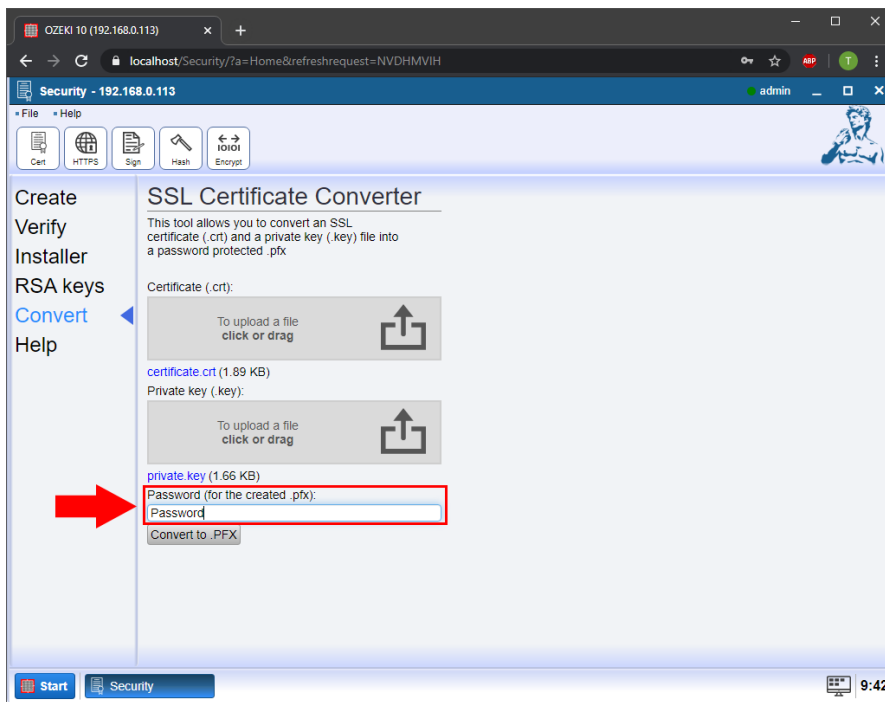 OZEKI 10 (192.168.0.113)
localhost/Security/?a=Home&refreshrequest=NVDHMVIH
ABP
T
Security - 192.168.0.113
admin
File
Help
Cert
HTTPS
Sign
Hash
IOIOI
Encrypt
Create
Verify
Installer
RSA keys
Convert
Help
SSL Certificate Converter
This tool allows you to convert an SSL
certificate (.crt) and a private key (.key) file into
a password protected .pfx
Certificate (.crt):
To upload a file
click or drag
certificate.crt (1.89 KB)
Private key (.key):
To upload a file
click or drag
private.key (1.66 KB)
Password (for the created .pfx):
Password
Convert to .PFX
Start
Security
9:42